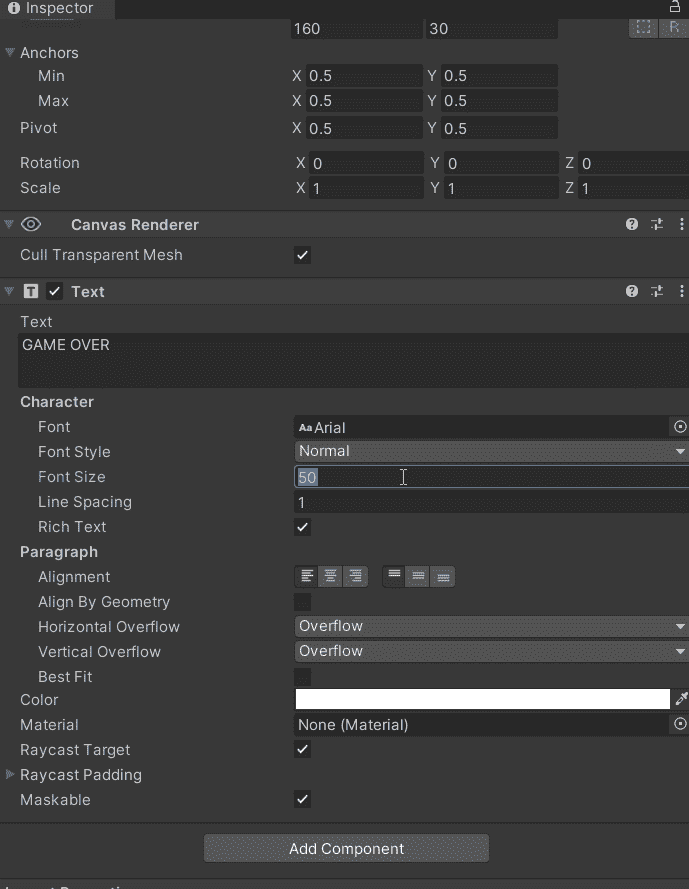 Inspector
160 30
R
Anchors
Min X 0.5 Y 0.5
Max X 0.5 Y 0.5
Pivot X 0.5 Y 0.5
Rotation X 0 Y 0 Z 0
Scale X 1 Y 1 Z 1
Canvas Renderer
Cull Transparent Mesh
T Text
Text
GAME OVER
Character
Font Aa Arial
Font Style Normal
Font Size 50
Line Spacing 1
Rich Text
Paragraph
Alignment
Align By Geometry
Horizontal Overflow Overflow
Vertical Overflow Overflow
Best Fit
Color
Material None (Material)
Raycast Target
Raycast Padding
Maskable
Add Component